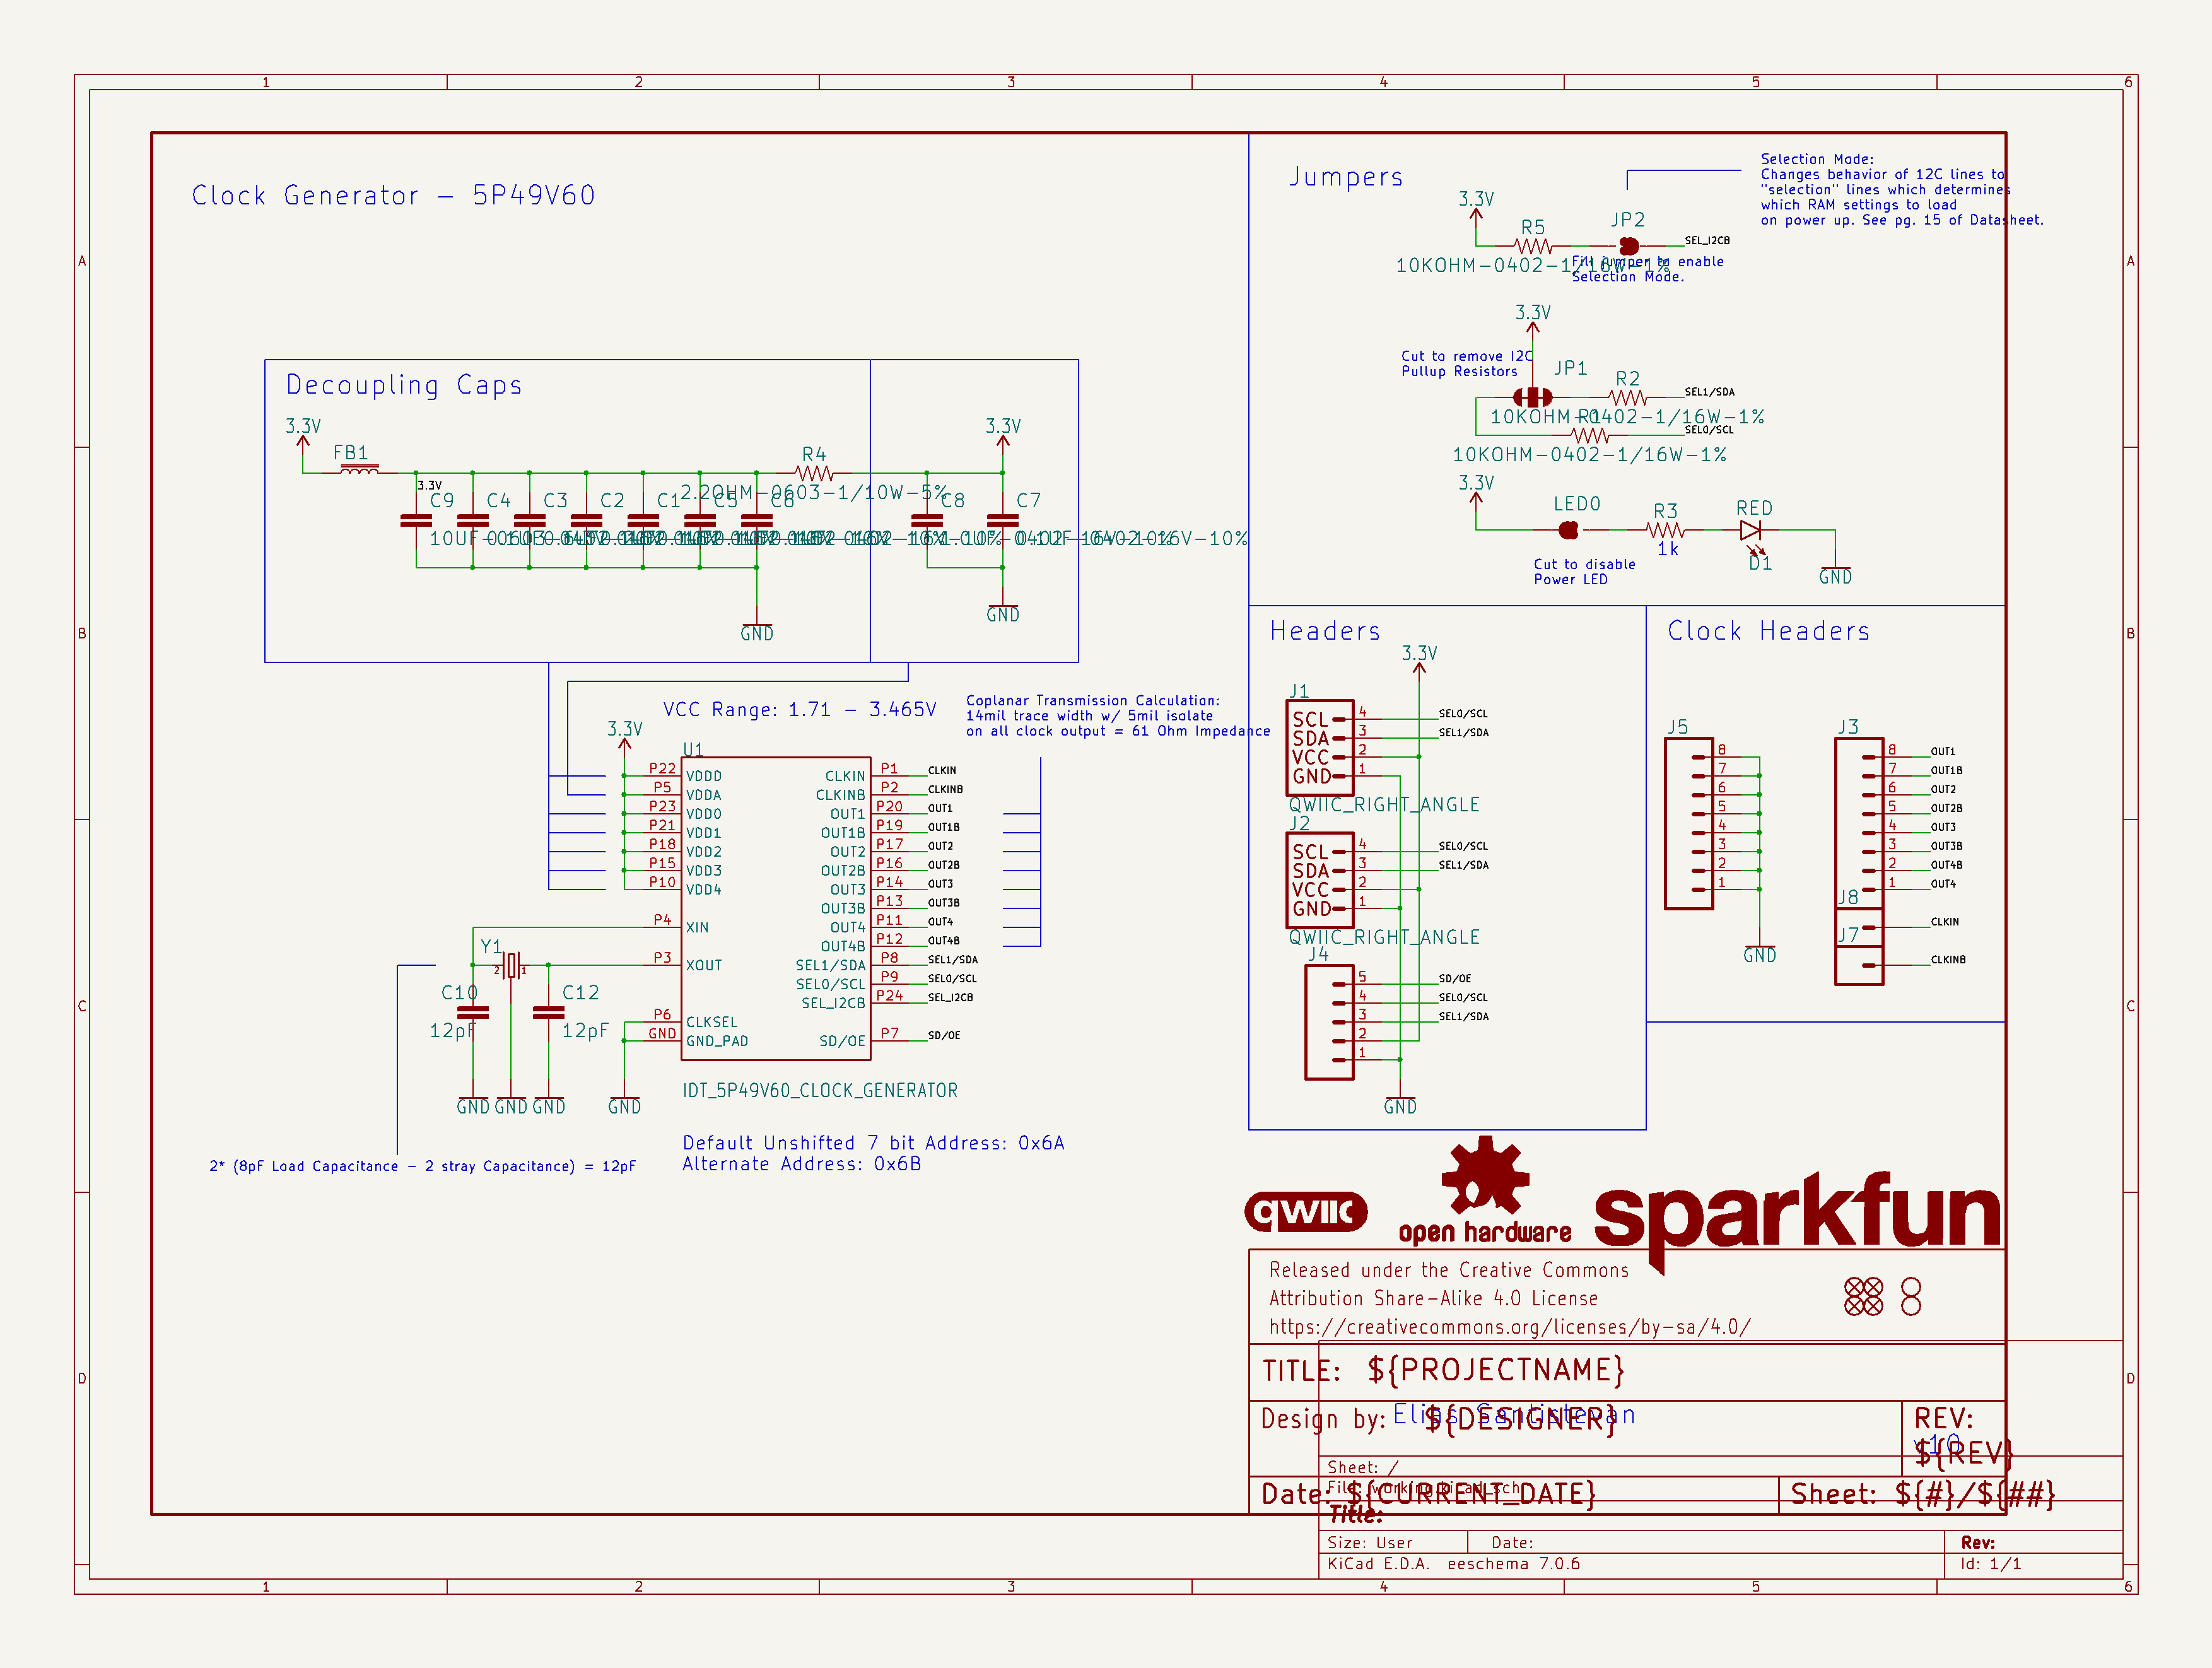 1 2 3 4 5 6
A
B
C
D
Clock Generator – 5P49V60
Decoupling Caps
3.3V
FB1
3.3V
R4
2.2OHM-0603-1/10W-5%
3.3V
C9
C4
C3
C2
C1
C5
C6
C8
C7
GND
GND
VCC Range: 1.71 – 3.465V
Coplanar Transmission Calculation:
14mil trace width w/ 5mil isolate
on all clock output = 61 Ohm Impedance
3.3V
U1
P22 VDDD
P5 VDDA
P23 VDD0
P21 VDD1
P18 VDD2
P15 VDD3
P10 VDD4
P4 XIN
P3 XOUT
P6 CLKSEL
GND GND_PAD
CLKIN P1 CLKIN
CLKINB P2 CLKINB
OUT1 P20 OUT1
OUT1B P19 OUT1B
OUT2 P17 OUT2
OUT2B P16 OUT2B
OUT3 P14 OUT3
OUT3B P13 OUT3B
OUT4 P11 OUT4
OUT4B P12 OUT4B
SEL1/SDA P8 SEL1/SDA
SEL0/SCL P9 SEL0/SCL
SEL_I2CB P24 SEL_I2CB
SD/OE P7 SD/OE
IDT_5P49V60_CLOCK_GENERATOR
Y1
2 1
C10
12pF
C12
12pF
GND GND GND GND
2* (8pF Load Capacitance – 2 stray Capacitance) = 12pF
Default Unshifted 7 bit Address: 0x6A
Alternate Address: 0x6B
Jumpers
Selection Mode:
Changes behavior of 12C lines to
"selection" lines which determines
which RAM settings to load
on power up. See pg. 15 of Datasheet.
3.3V
R5
JP2
SEL_I2CB
10KOHM-0402-1/16W-1%
Fill jumper to enable
Selection Mode.
3.3V
Cut to remove I2C
Pullup Resistors
JP1
R2
SEL1/SDA
10KOHM-0402-1/16W-1%
R1
SEL0/SCL
10KOHM-0402-1/16W-1%
3.3V
LED0
R3
1k
RED
D1
GND
Cut to disable
Power LED
Headers
3.3V
J1
SCL 4 SEL0/SCL
SDA 3 SEL1/SDA
VCC 2
GND 1
QWIIC_RIGHT_ANGLE
J2
SCL 4 SEL0/SCL
SDA 3 SEL1/SDA
VCC 2
GND 1
QWIIC_RIGHT_ANGLE
J4
5 SD/OE
4 SEL0/SCL
3 SEL1/SDA
2
1
GND
Clock Headers
J5
8
7
6
5
4
3
2
1
GND
J3
8 OUT1
7 OUT1B
6 OUT2
5 OUT2B
4 OUT3
3 OUT3B
2 OUT4B
1 OUT4
J8
CLKIN
J7
CLKINB
qwiic
open hardware
sparkfun
Released under the Creative Commons
Attribution Share-Alike 4.0 License
https://creativecommons.org/licenses/by-sa/4.0/
TITLE: ${PROJECTNAME}
Design by: Elias Santistevan
${DESIGNER}
REV:
v10
${REV}
Date: ${CURRENT_DATE}
Sheet: ${#}/${##}
Sheet: /
File: working.kicad_sch
Title:
Size: User
Date:
Rev:
KiCad E.D.A. eeschema 7.0.6
Id: 1/1
A
B
C
D
1 2 3 4 5 6